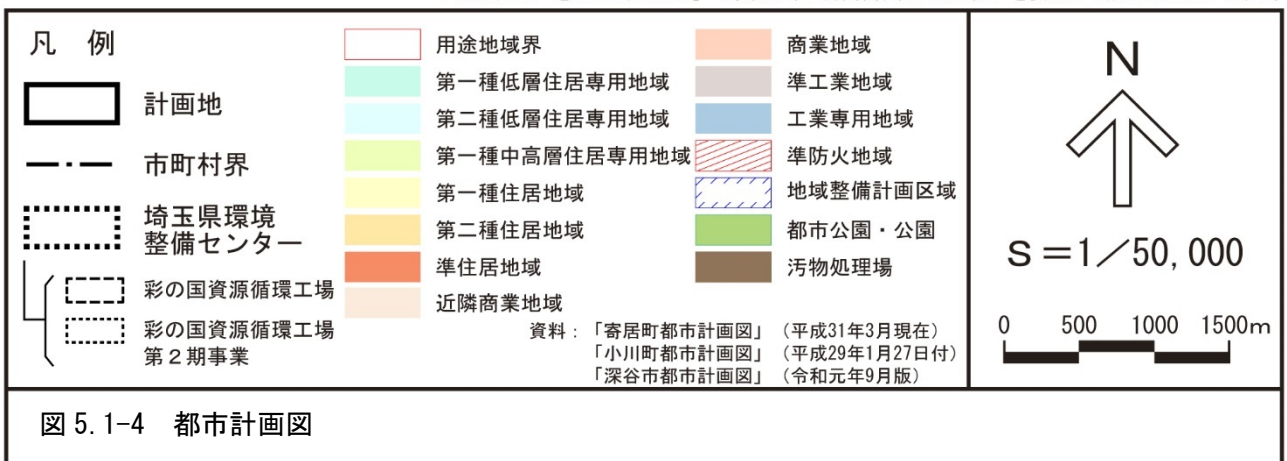 凡 例
計画地
市町村界
埼玉県環境
整備センター
彩の国資源循環工場
彩の国資源循環工場
第2期事業
用途地域界
第一種低層住居専用地域
第二種低層住居専用地域
第一種中高層住居専用地域
第一種住居地域
第二種住居地域
準住居地域
近隣商業地域
商業地域
準工業地域
工業専用地域
準防火地域
地域整備計画区域
都市公園・公園
汚物処理場
資料：「寄居町都市計画図」（平成31年3月現在）
「小川町都市計画図」（平成29年1月27日付）
「深谷市都市計画図」（令和元年9月版）
N
S＝1／50,000
0 500 1000 1500m
図 5.1-4 都市計画図